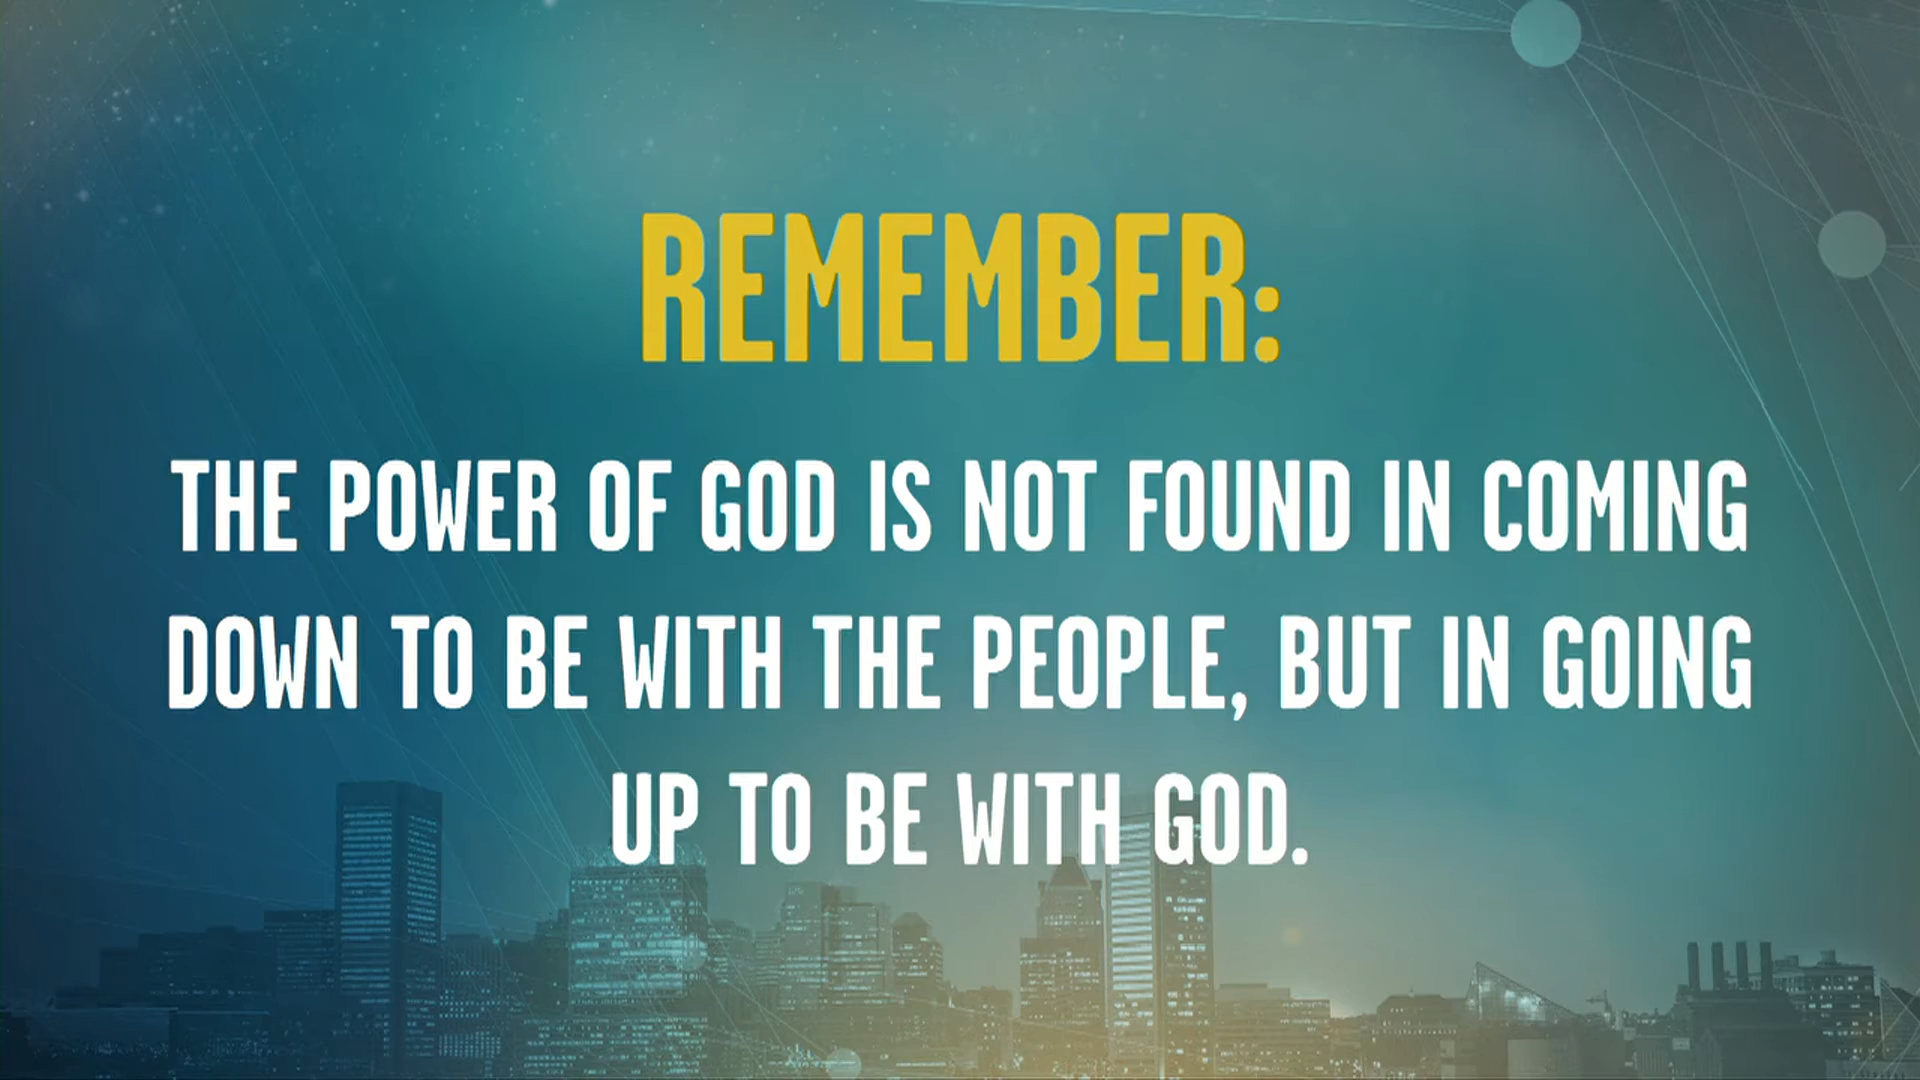 REMEMBER:
THE POWER OF GOD IS NOT FOUND IN COMING
DOWN TO BE WITH THE PEOPLE, BUT IN GOING
UP TO BE WITH GOD.